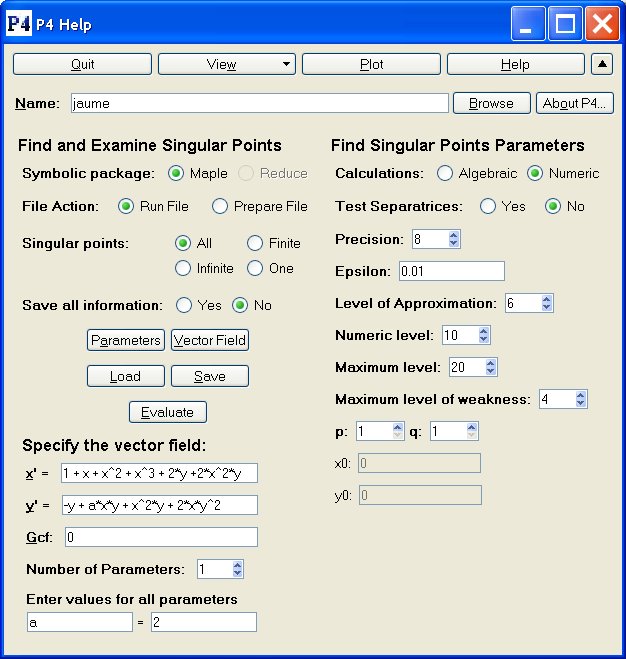 P4 P4 Help
Quit View Plot Help
Name: jaume Browse About P4...
Find and Examine Singular Points
Symbolic package: Maple Reduce
File Action: Run File Prepare File
Singular points: All Finite
Infinite One
Save all information: Yes No
Parameters Vector Field
Load Save
Evaluate
Specify the vector field:
x' = 1 + x + x^2 + x^3 + 2*y +2*x^2*y
y' = -y + a*x*y + x^2*y + 2*x*y^2
Gcf: 0
Number of Parameters: 1
Enter values for all parameters
a = 2
Find Singular Points Parameters
Calculations: Algebraic Numeric
Test Separatrices: Yes No
Precision: 8
Epsilon: 0.01
Level of Approximation: 6
Numeric level: 10
Maximum level: 20
Maximum level of weakness: 4
p: 1 q: 1
x0: 0
y0: 0